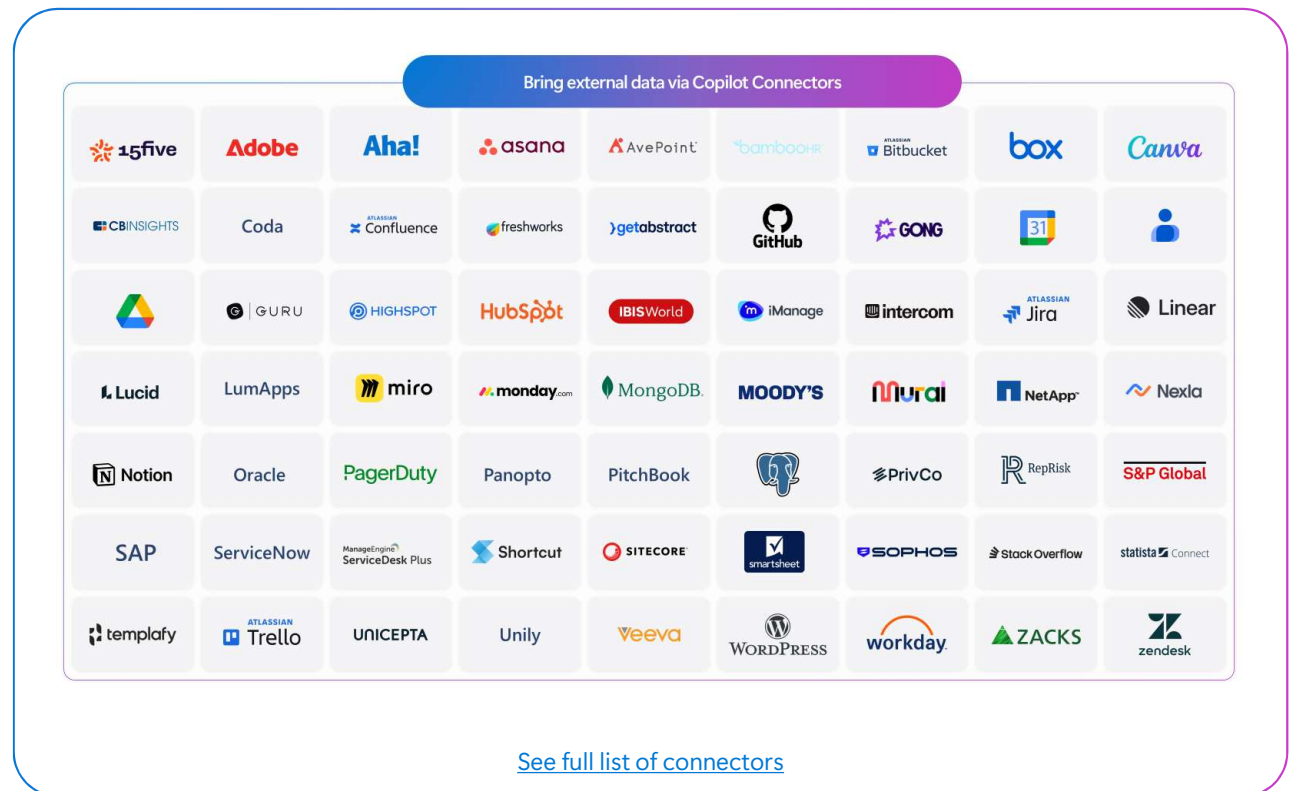 Bring external data via Copilot Connectors
15five
Adobe
Aha!
asana
AvePoint
bambooHR
ATLASSIAN
Bitbucket
box
Canva
CBINSIGHTS
Coda
ATLASSIAN
Confluence
freshworks
getabstract
GitHub
GONG
31
G | GURU
HIGHSPOT
HubSpot
IBISWorld
m iManage
intercom
ATLASSIAN
Jira
Linear
Lucid
LumApps
miro
monday.com
MongoDB.
MOODY'S
Mural
NetApp
Nexla
N Notion
Oracle
PagerDuty
Panopto
PitchBook
PrivCo
R RepRisk
S&P Global
SAP
ServiceNow
ManageEngine
ServiceDesk Plus
Shortcut
SITECORE
smartsheet
SOPHOS
Stack Overflow
statista Connect
templafy
ATLASSIAN
Trello
UNICEPTA
Unily
Veeva
W
WORDPRESS
workday.
ZACKS
zendesk
See full list of connectors